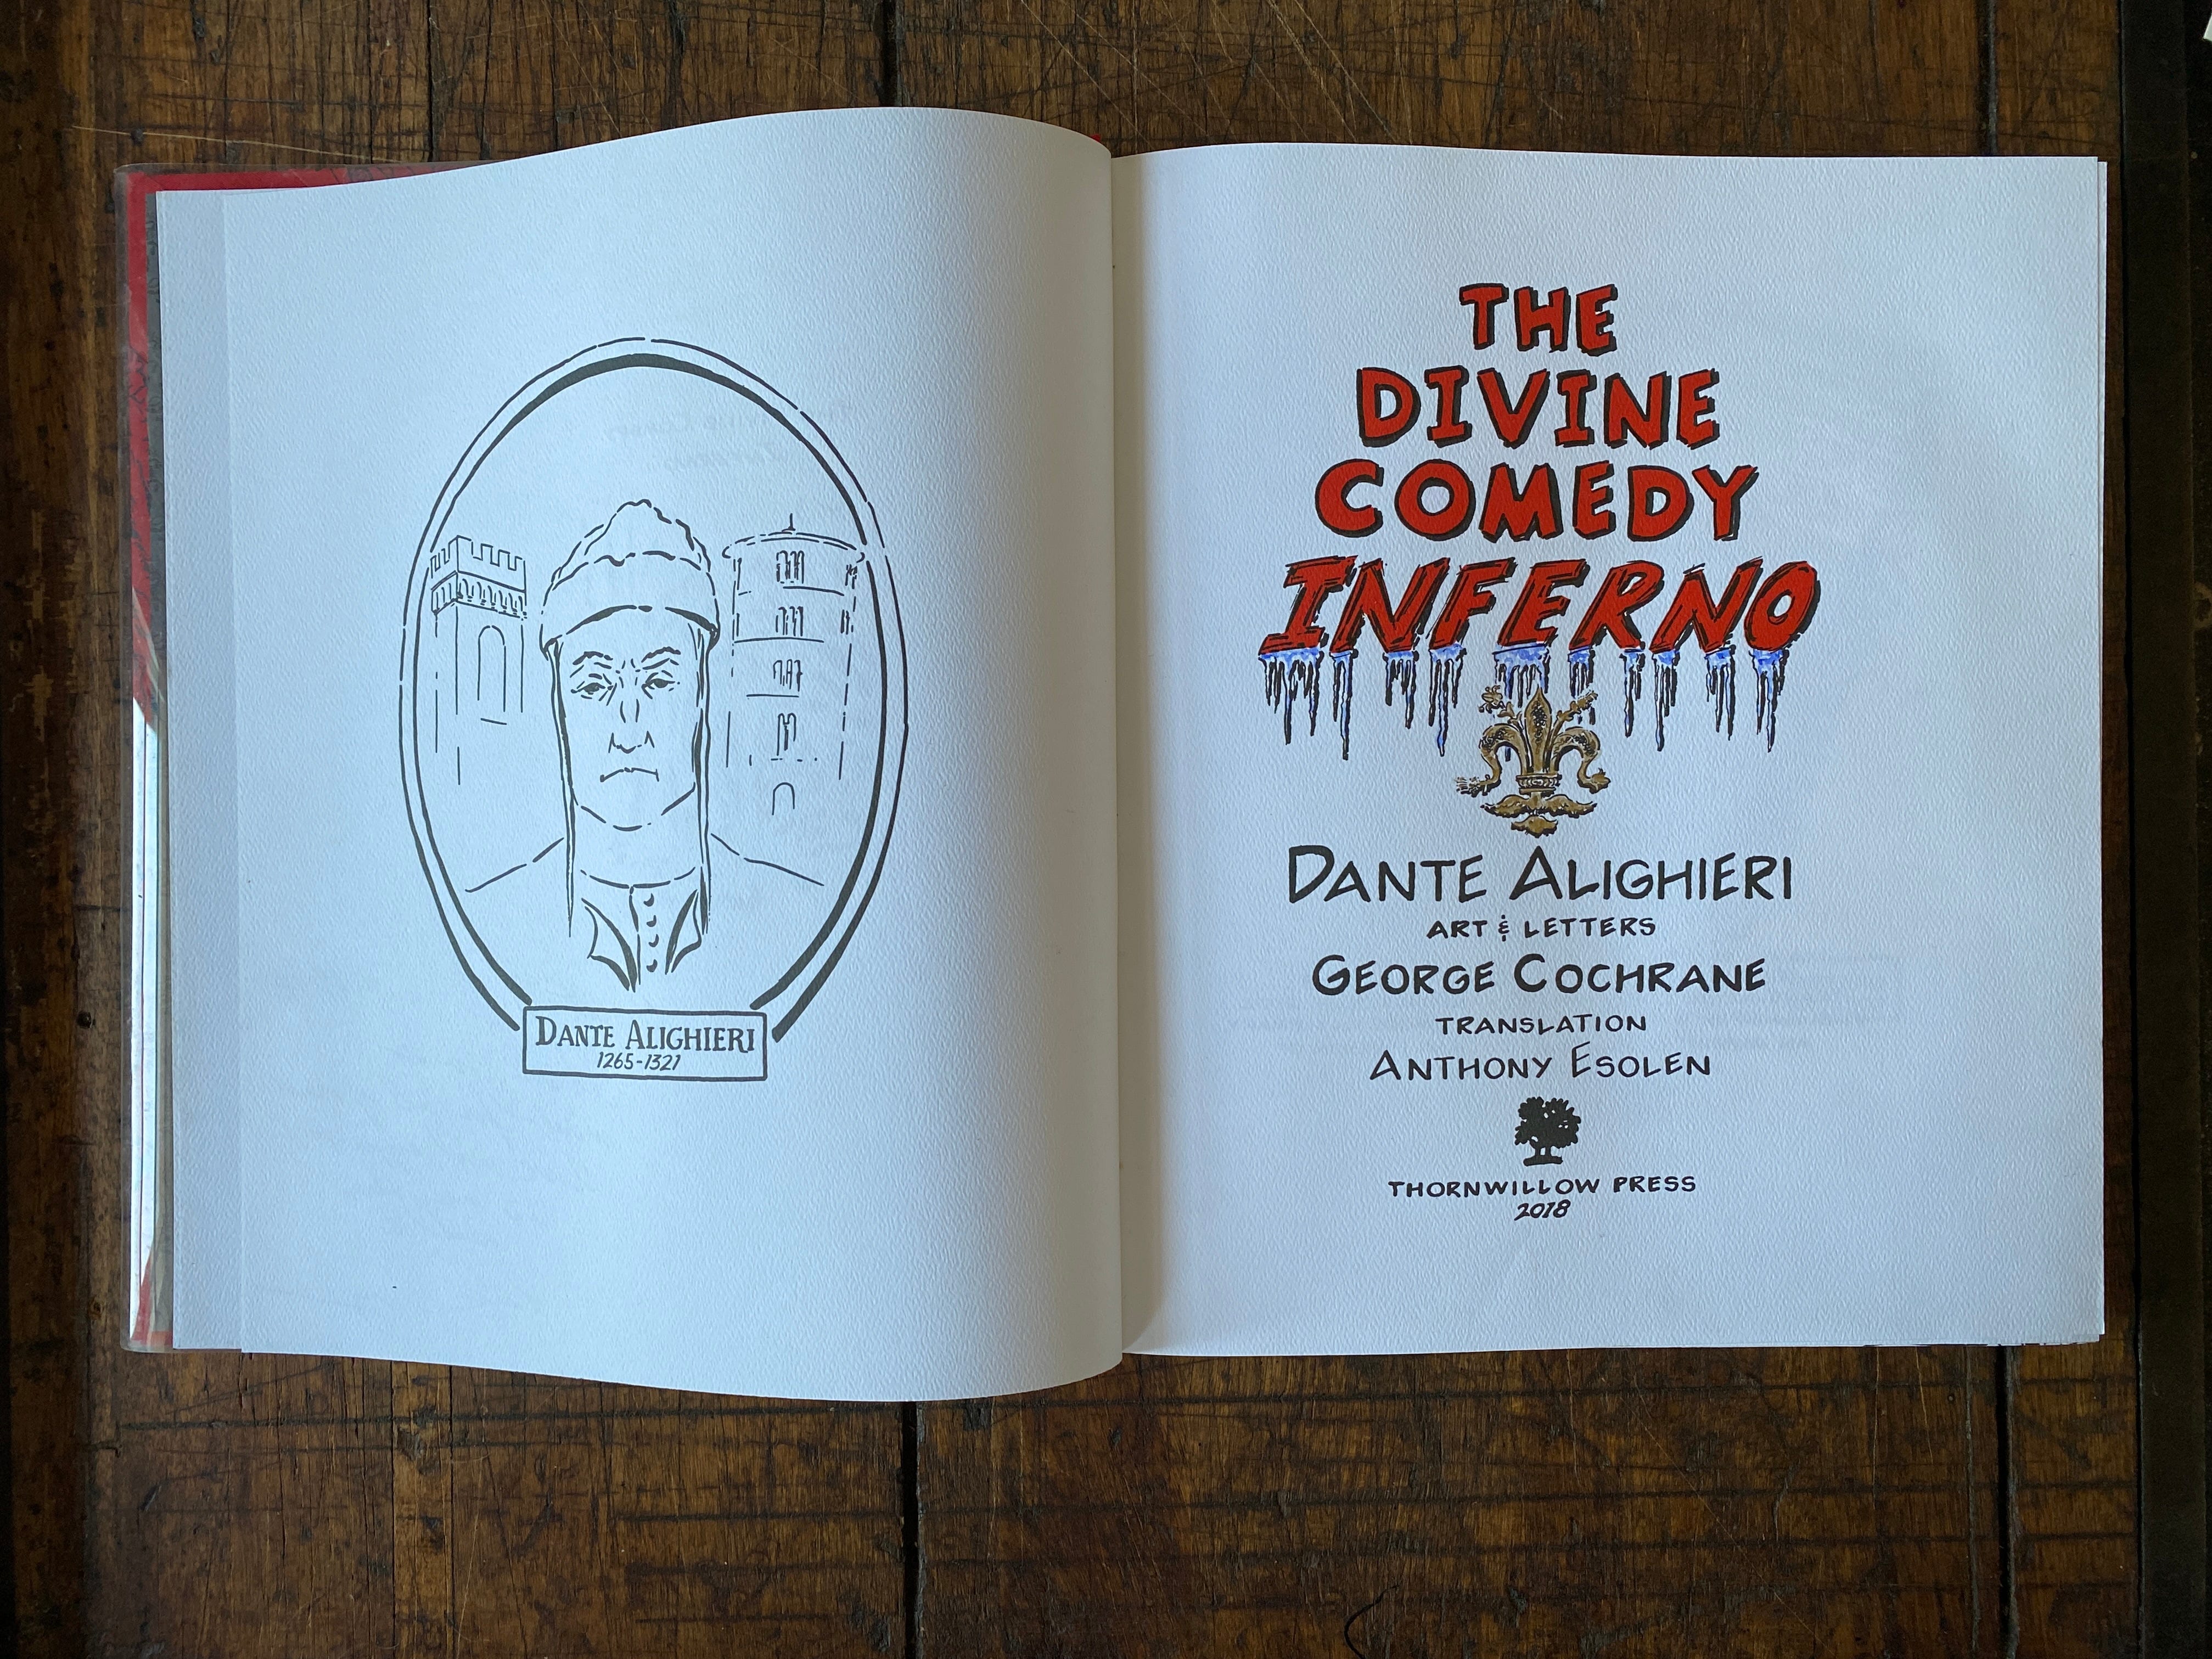 DANTE ALIGHIERI
1265-1321
THE
DIVINE
COMEDY
INFERNO
DANTE ALIGHIERI
ART & LETTERS
GEORGE COCHRANE
TRANSLATION
ANTHONY ESOLEN
THORNWILLOW PRESS
2018